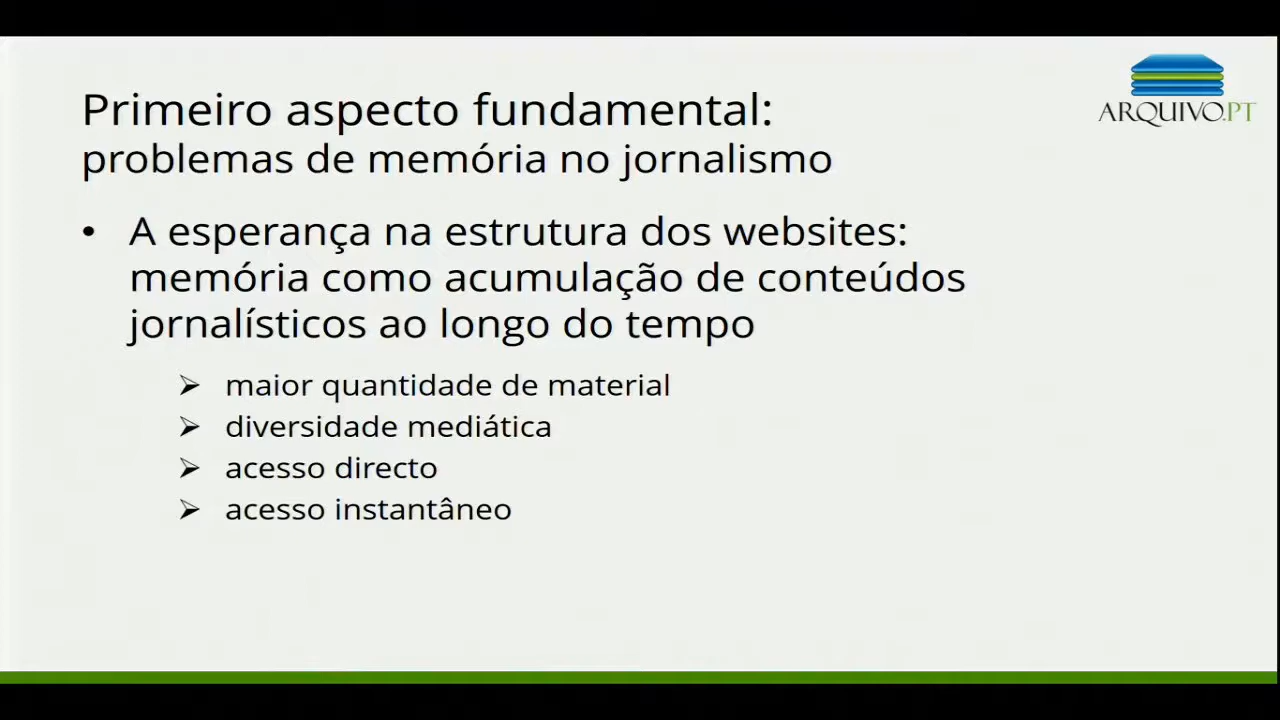 ARQUIVO.PT
Primeiro aspecto fundamental:
problemas de memória no jornalismo
• A esperança na estrutura dos websites:
memória como acumulação de conteúdos
jornalísticos ao longo do tempo
➢ maior quantidade de material
➢ diversidade mediática
➢ acesso directo
➢ acesso instantâneo